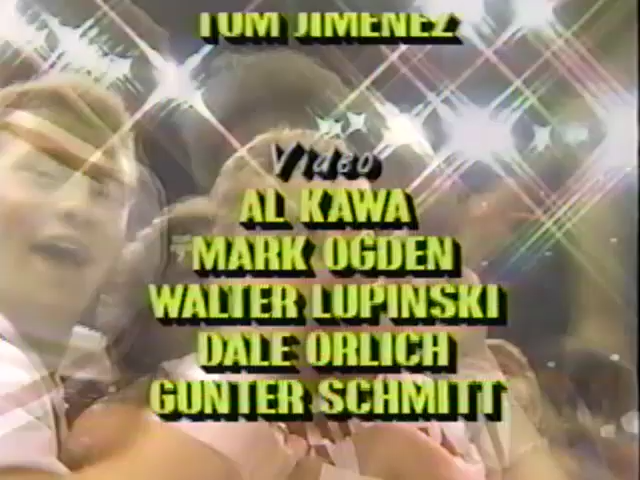 TOM JIMENEZ
Video
AL KAWA
MARK OGDEN
WALTER LUPINSKI
DALE ORLICH
GUNTER SCHMITT